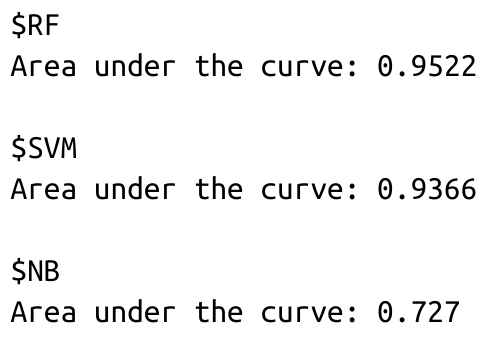 $RF
Area under the curve: 0.9522
$SVM
Area under the curve: 0.9366
$NB
Area under the curve: 0.727